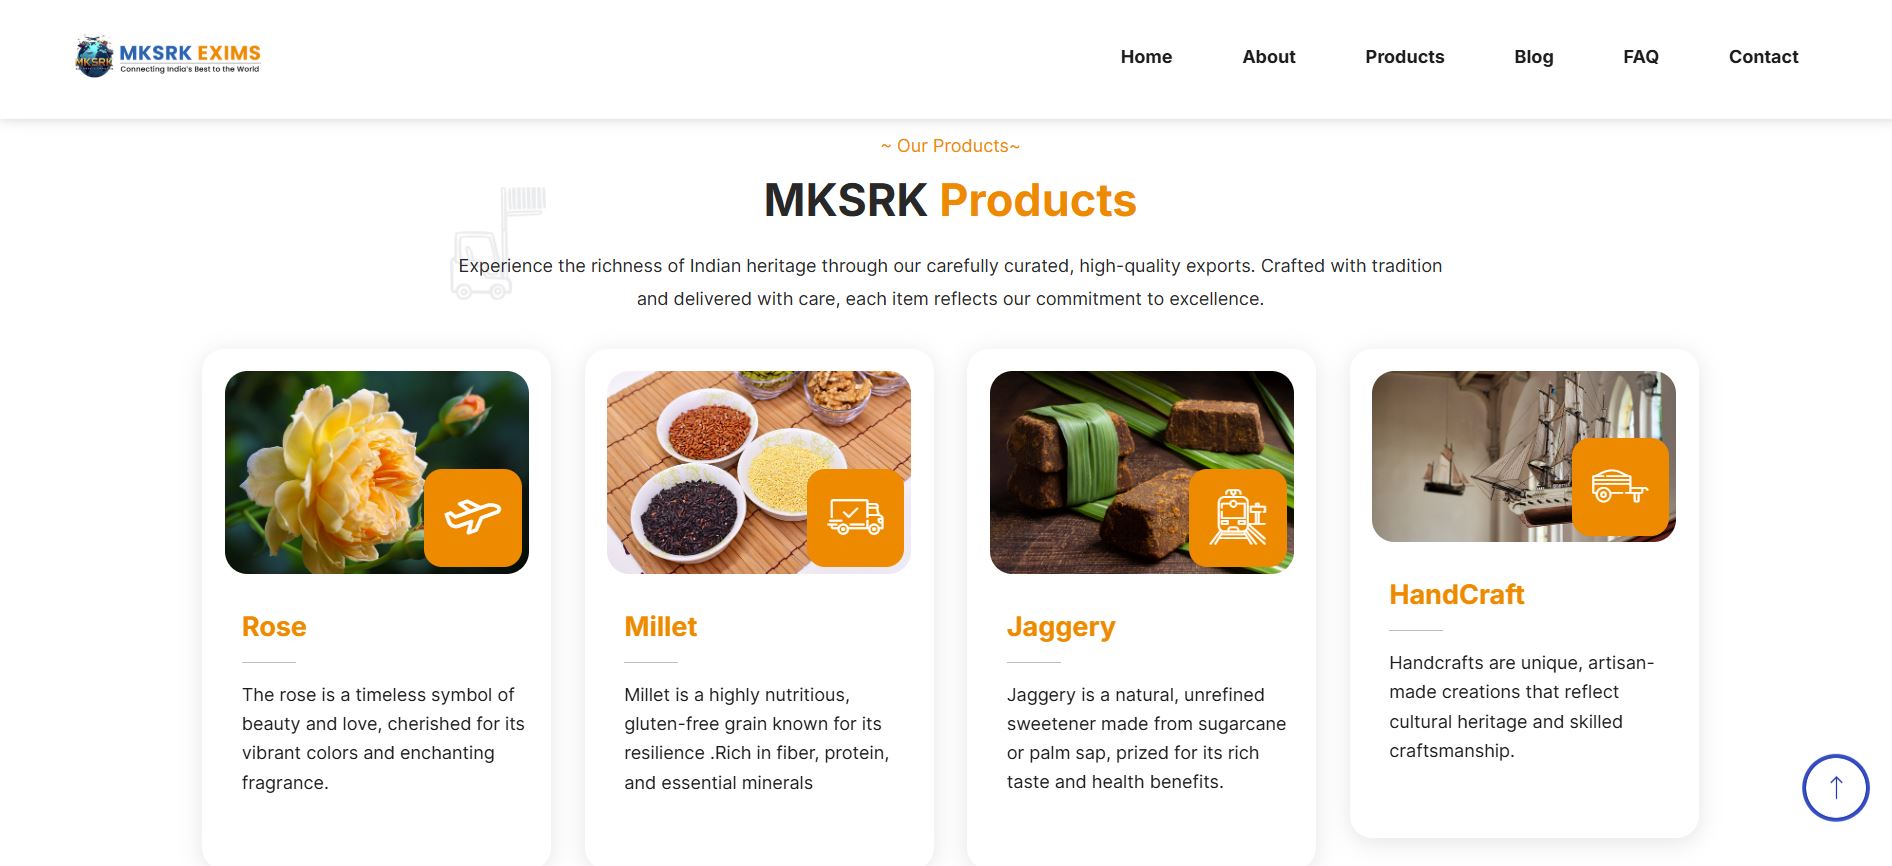 MKSRK
MKSRK EXIMS
Connecting India's Best to the World
Home
About
Products
Blog
FAQ
Contact
~ Our Products~
MKSRK Products
Experience the richness of Indian heritage through our carefully curated, high-quality exports. Crafted with tradition
and delivered with care, each item reflects our commitment to excellence.
Rose
The rose is a timeless symbol of
beauty and love, cherished for its
vibrant colors and enchanting
fragrance.
Millet
Millet is a highly nutritious,
gluten-free grain known for its
resilience .Rich in fiber, protein,
and essential minerals
Jaggery
Jaggery is a natural, unrefined
sweetener made from sugarcane
or palm sap, prized for its rich
taste and health benefits.
HandCraft
Handcrafts are unique, artisan-
made creations that reflect
cultural heritage and skilled
craftsmanship.